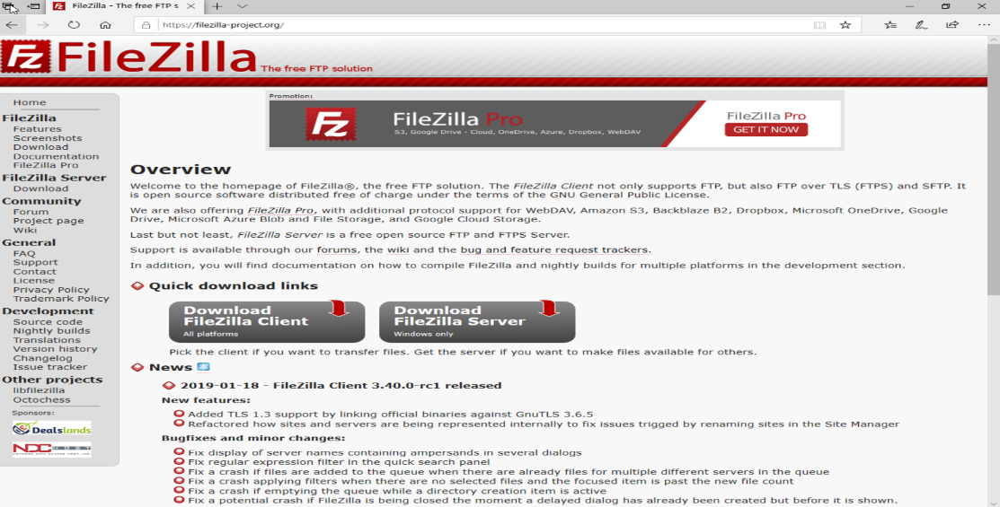 FileZilla - The free FTP s
https://filezilla-project.org/
FileZilla The free FTP solution
Home
FileZilla
Features
Screenshots
Download
Documentation
FileZilla Pro
FileZilla Server
Download
Community
Forum
Project page
Wiki
General
FAQ
Support
Contact
License
Privacy Policy
Trademark Policy
Development
Source code
Nightly builds
Translations
Version history
Changelog
Issue tracker
Other projects
libfilezilla
Octochess
Sponsors:
Dealslands
NDC HOST
Promotion:
FileZilla Pro
S3, Google Drive - Cloud, OneDrive, Azure, Dropbox, WebDAV
FileZilla Pro
GET IT NOW
Overview
Welcome to the homepage of FileZilla®, the free FTP solution. The FileZilla Client not only supports FTP, but also FTP over TLS (FTPS) and SFTP. It
is open source software distributed free of charge under the terms of the GNU General Public License.
We are also offering FileZilla Pro, with additional protocol support for WebDAV, Amazon S3, Backblaze B2, Dropbox, Microsoft OneDrive, Google
Drive, Microsoft Azure Blob and File Storage, and Google Cloud Storage.
Last but not least, FileZilla Server is a free open source FTP and FTPS Server.
Support is available through our forums, the wiki and the bug and feature request trackers.
In addition, you will find documentation on how to compile FileZilla and nightly builds for multiple platforms in the development section.
Quick download links
Download
FileZilla Client
All platforms
Download
FileZilla Server
Windows only
Pick the client if you want to transfer files. Get the server if you want to make files available for others.
News
2019-01-18 - FileZilla Client 3.40.0-rc1 released
New features:
Added TLS 1.3 support by linking official binaries against GnuTLS 3.6.5
Refactored how sites and servers are being represented internally to fix issues trigged by renaming sites in the Site Manager
Bugfixes and minor changes:
Fix display of server names containing ampersands in several dialogs
Fix regular expression filter in the quick search panel
Fix a crash if files are added to the queue when there are already files for multiple different servers in the queue
Fix a crash applying filters when there are no selected files and the focused item is past the new file count
Fix a crash if emptying the queue while a directory creation item is active
Fix a potential crash if FileZilla is being closed the moment a delayed dialog has already been created but before it is shown.